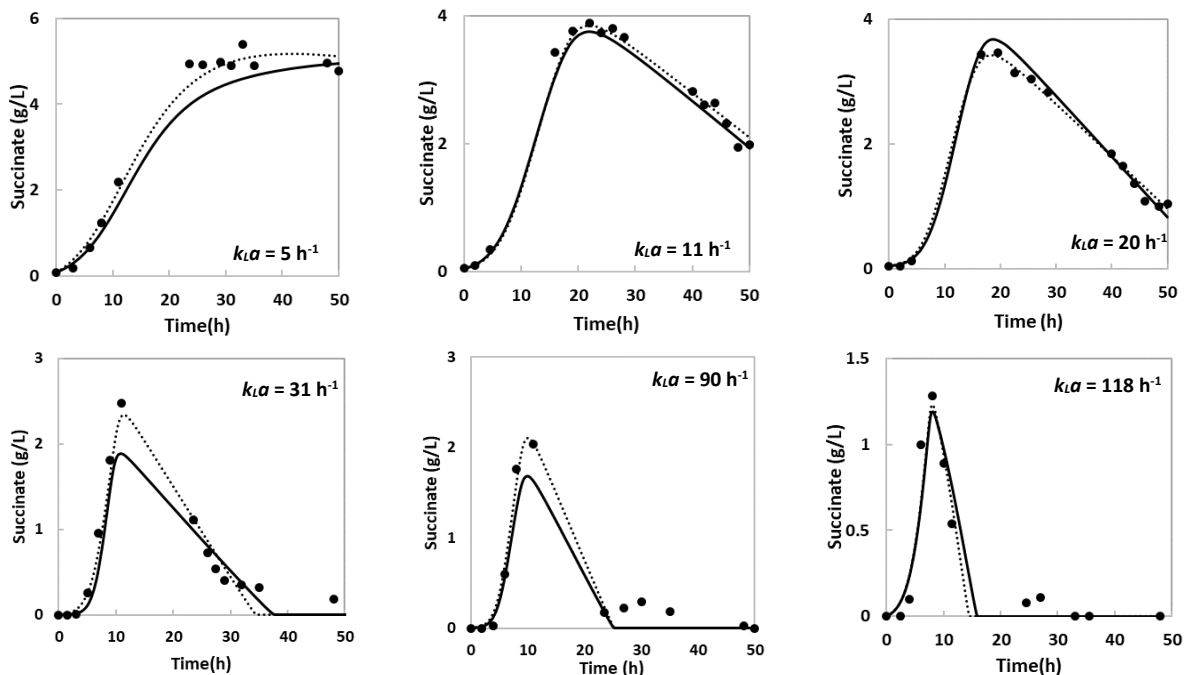 6
4
2
0
Succinate (g/L)
kLa = 5 h-1
0 10 20 30 40 50
Time(h)
4
2
0
Succinate (g/L)
kLa = 11 h-1
0 10 20 30 40 50
Time(h)
4
2
0
Succinate (g/L)
kLa = 20 h-1
0 10 20 30 40 50
Time (h)
3
2
1
0
Succinate (g/L)
kLa = 31 h-1
0 10 20 30 40 50
Time(h)
3
2
1
0
Succinate (g/L)
kLa = 90 h-1
0 10 20 30 40 50
Time(h)
1.5
1
0.5
0
Succinate (g/L)
kLa = 118 h-1
0 10 20 30 40 50
Time(h)